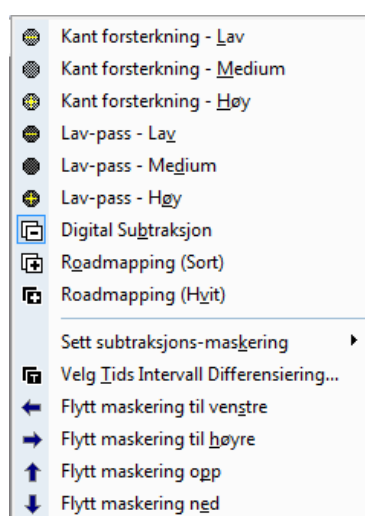 Kant forsterkning - Lav
Kant forsterkning - Medium
Kant forsterkning - Høy
Lav-pass - Lav
Lav-pass - Medium
Lav-pass - Høy
Digital Subtraksjon
Roadmapping (Sort)
Roadmapping (Hvit)
Sett subtraksjons-maskering
Velg Tids Intervall Differensiering...
Flytt maskering til venstre
Flytt maskering til høyre
Flytt maskering opp
Flytt maskering ned